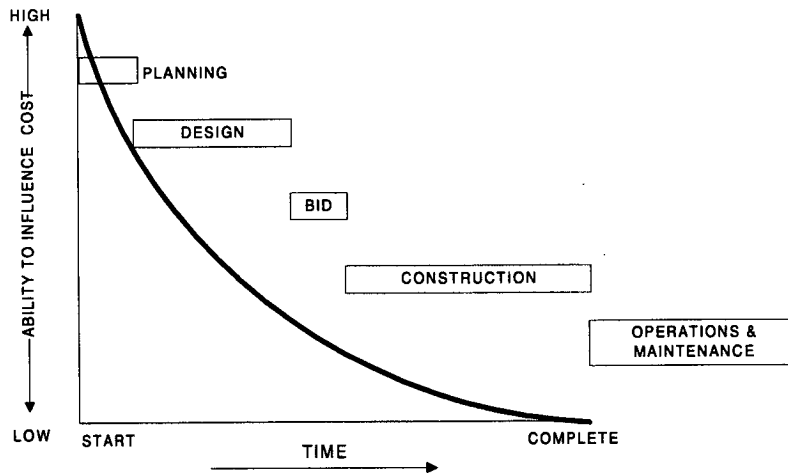 HIGH
PLANNING
DESIGN
BID
CONSTRUCTION
OPERATIONS &
MAINTENANCE
ABILITY TO INFLUENCE COST
LOW
START
COMPLETE
TIME